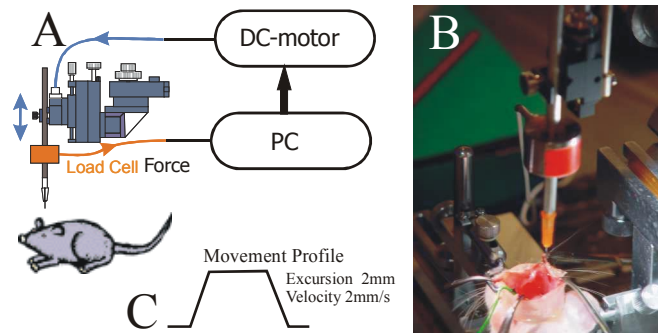 A
DC-motor
PC
Load Cell Force
Movement Profile
Excursion 2mm
Velocity 2mm/s
C
B